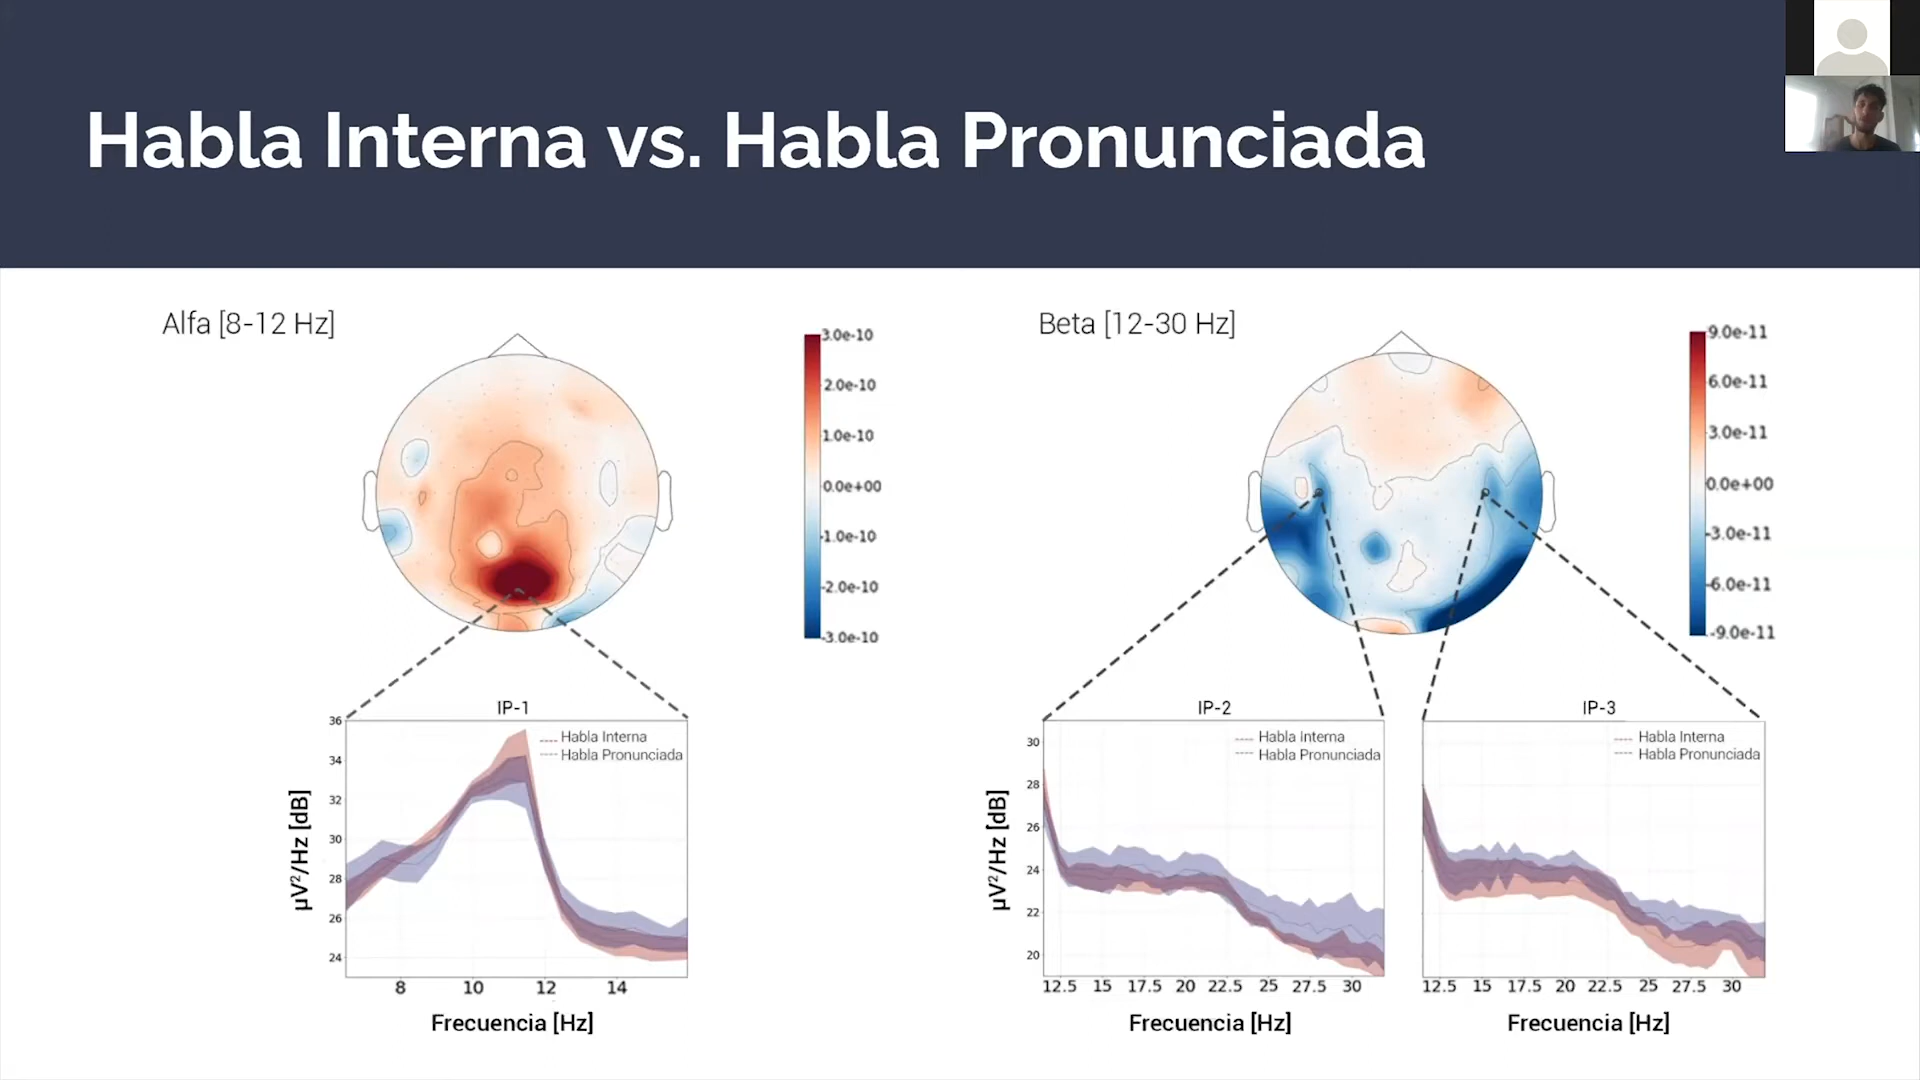 Habla Interna vs. Habla Pronunciada
Alfa [8-12 Hz]
3.0e-10
2.0e-10
1.0e-10
0.0e+00
-1.0e-10
-2.0e-10
-3.0e-10
Beta [12-30 Hz]
9.0e-11
6.0e-11
3.0e-11
0.0e+00
-3.0e-11
-6.0e-11
-9.0e-11
IP-1
Habla Interna
Habla Pronunciada
36
34
32
30
28
26
24
µV²/Hz [dB]
8 10 12 14
Frecuencia [Hz]
IP-2
Habla Interna
Habla Pronunciada
30
28
26
24
22
20
µV²/Hz [dB]
12.5 15 17.5 20 22.5 25 27.5 30
Frecuencia [Hz]
IP-3
Habla Interna
Habla Pronunciada
12.5 15 17.5 20 22.5 25 27.5 30
Frecuencia [Hz]